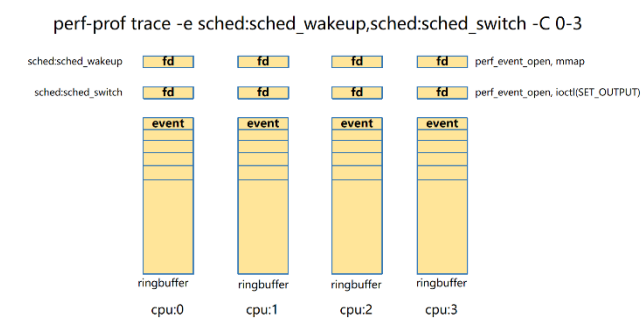 perf-prof trace -e sched:sched_wakeup,sched:sched_switch -C 0-3
sched:sched_wakeup fd fd fd fd perf_event_open, mmap
sched:sched_switch fd fd fd fd perf_event_open, ioctl(SET_OUTPUT)
event event event event
ringbuffer ringbuffer ringbuffer ringbuffer
cpu:0 cpu:1 cpu:2 cpu:3